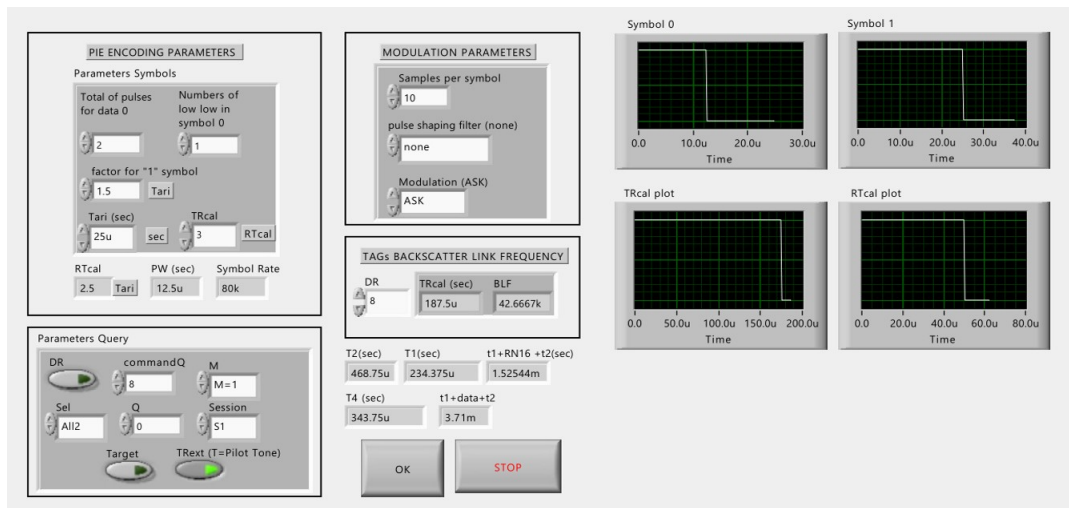 PIE ENCODING PARAMETERS
Parameters Symbols
Total of pulses
for data 0
2
Numbers of
low low in
symbol 0
1
factor for "1" symbol
1.5 Tari
Tari (sec)
25u sec
TRcal
3 RTcal
RTcal
2.5 Tari
PW (sec)
12.5u
Symbol Rate
80k
Parameters Query
DR
commandQ
8
M
M=1
Sel
All2
Q
0
Session
S1
Target
TRext (T=Pilot Tone)
MODULATION PARAMETERS
Samples per symbol
10
pulse shaping filter (none)
none
Modulation (ASK)
ASK
TAGs BACKSCATTER LINK FREQUENCY
DR
8
TRcal (sec)
187.5u
BLF
42.6667k
T2(sec)
468.75u
T1(sec)
234.375u
t1+RN16 +t2(sec)
1.52544m
T4 (sec)
343.75u
t1+data+t2
3.71m
OK
STOP
Symbol 0
0.0 10.0u 20.0u 30.0u
Time
Symbol 1
0.0 10.0u 20.0u 30.0u 40.0u
Time
TRcal plot
0.0 50.0u 100.0u 150.0u 200.0u
Time
RTcal plot
0.0 20.0u 40.0u 60.0u 80.0u
Time